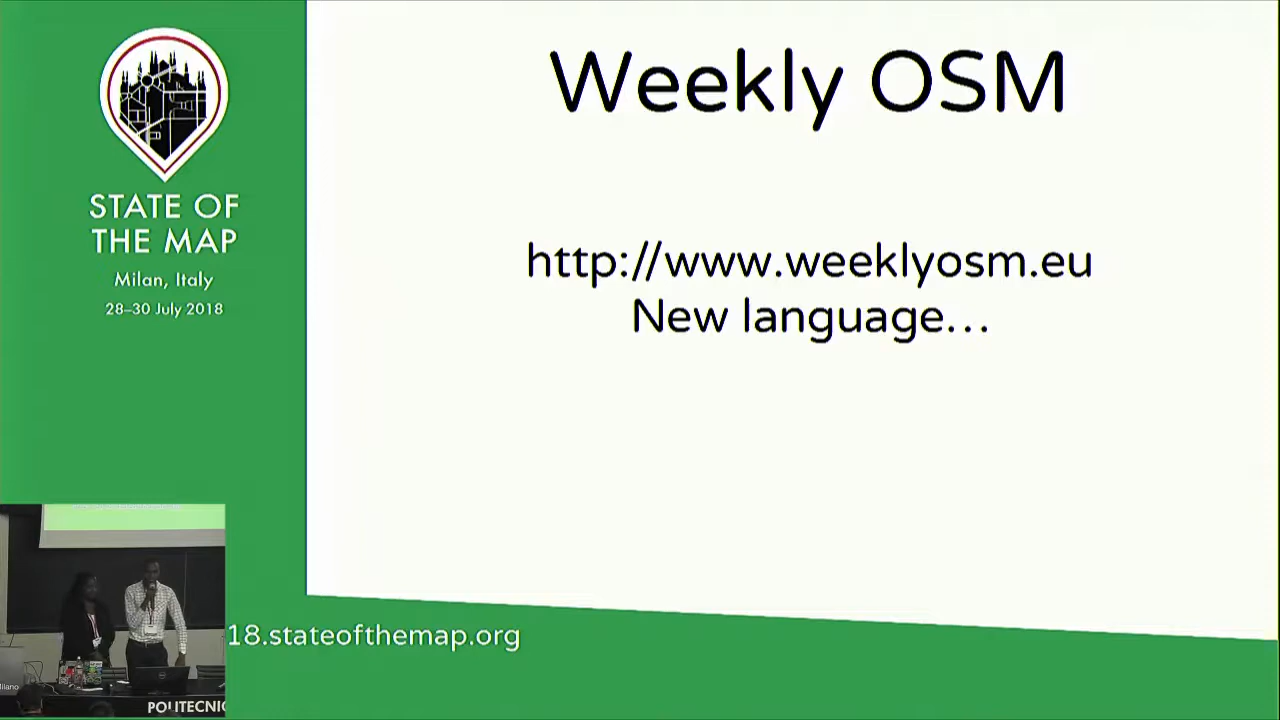 STATE OF
THE MAP
Milan, Italy
28–30 July 2018
Weekly OSM
http://www.weeklyosm.eu
New language...
18.stateofthemap.org
POLITECNIC